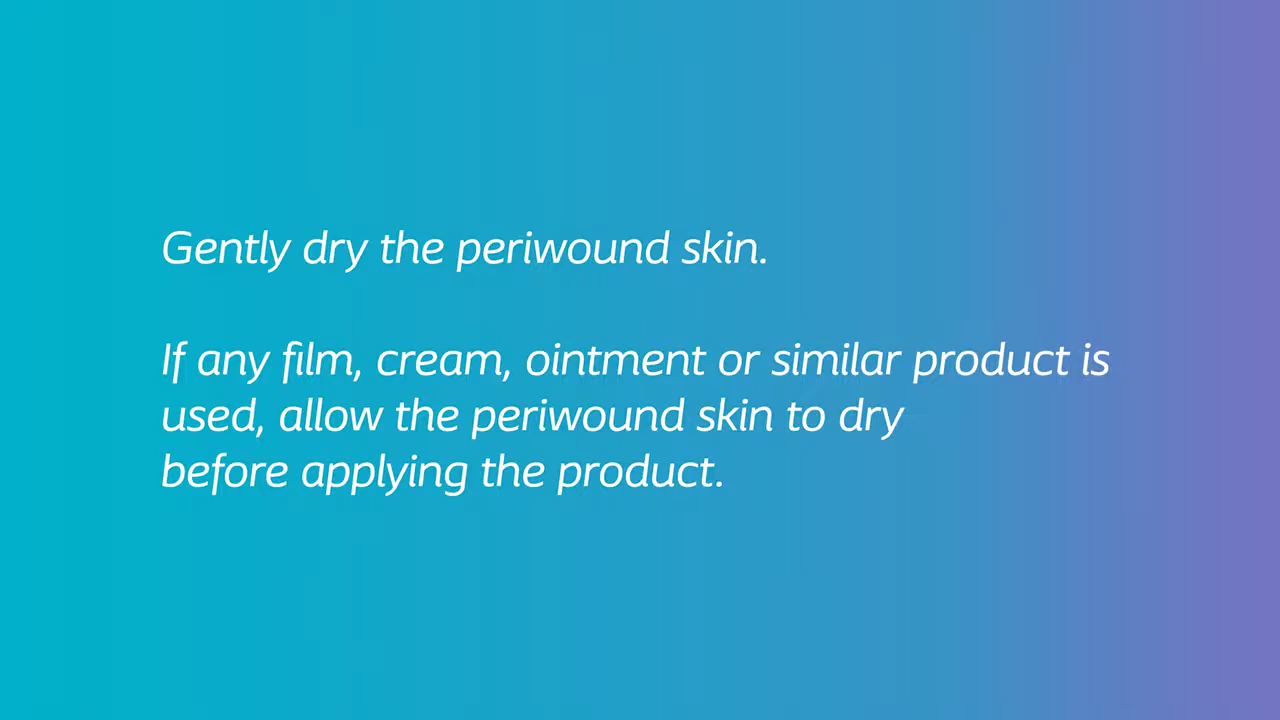 Gently dry the periwound skin.
If any film, cream, ointment or similar product is
used, allow the periwound skin to dry
before applying the product.